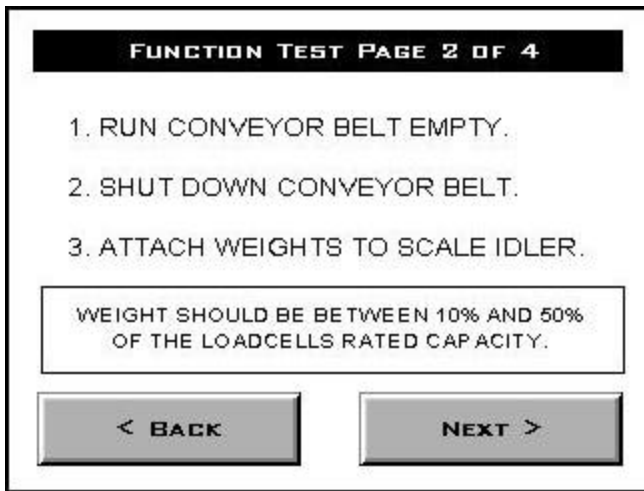 FUNCTION TEST PAGE 2 OF 4
1. RUN CONVEYOR BELT EMPTY.
2. SHUT DOWN CONVEYOR BELT.
3. ATTACH WEIGHTS TO SCALE IDLER.
WEIGHT SHOULD BE BETWEEN 10% AND 50%
OF THE LOADCELLS RATED CAPACITY.
< BACK
NEXT >